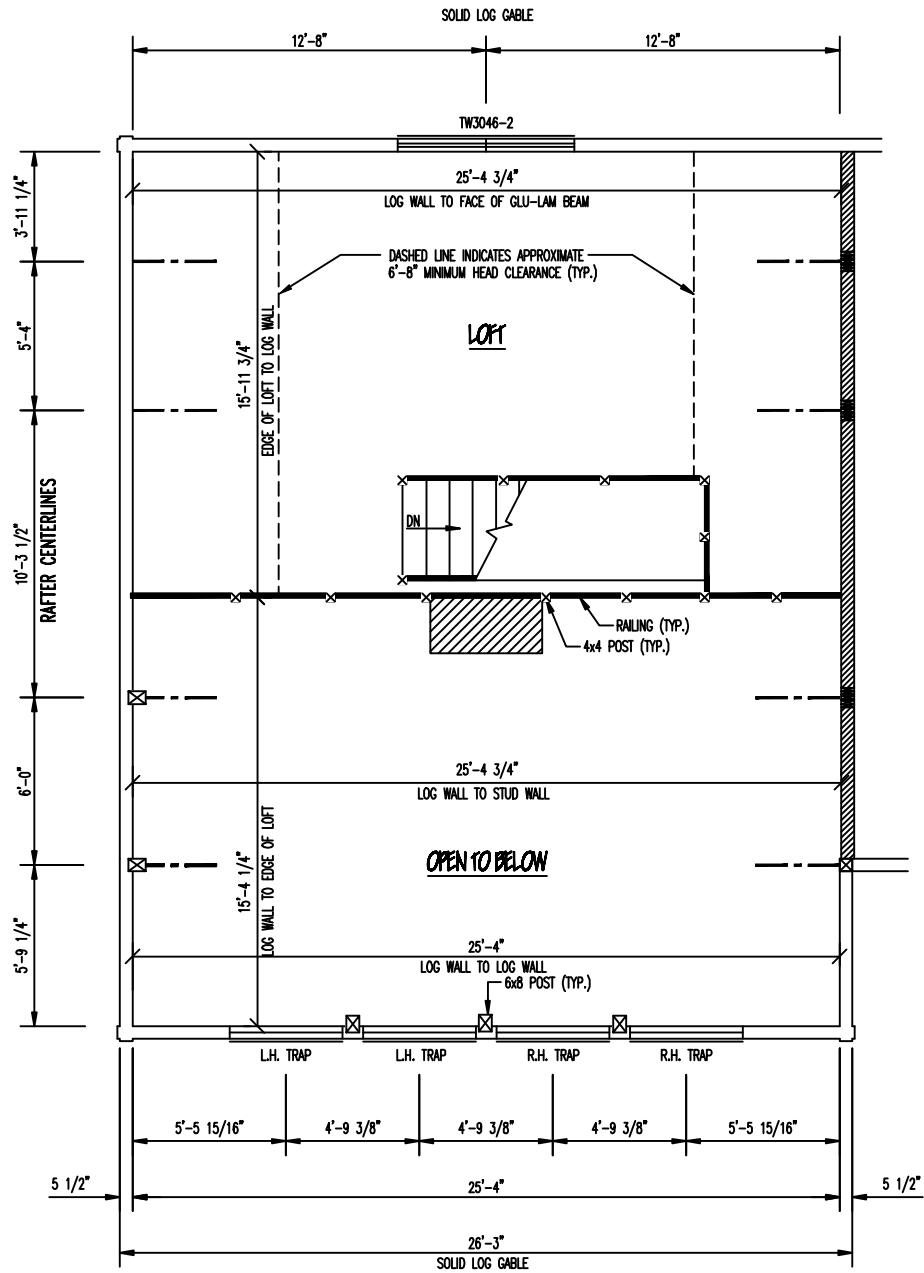 SOLID LOG GABLE
12'-8"
12'-8"
TW3046-2
25'-4 3/4"
LOG WALL TO FACE OF GLU-LAM BEAM
3'-11 1/4"
DASHED LINE INDICATES APPROXIMATE
6'-8" MINIMUM HEAD CLEARANCE (TYP.)
5'-4"
15'-11 3/4"
EDGE OF LOFT TO LOG WALL
LOFT
10'-3 1/2"
RAFTER CENTERLINES
DN
RAILING (TYP.)
4x4 POST (TYP.)
6'-0"
25'-4 3/4"
LOG WALL TO STUD WALL
15'-4 1/4"
LOG WALL TO EDGE OF LOFT
OPEN TO BELOW
5'-9 1/4"
25'-4"
LOG WALL TO LOG WALL
6x8 POST (TYP.)
L.H. TRAP
L.H. TRAP
R.H. TRAP
R.H. TRAP
5'-5 15/16"
4'-9 3/8"
4'-9 3/8"
4'-9 3/8"
5'-5 15/16"
5 1/2"
25'-4"
5 1/2"
26'-3"
SOLID LOG GABLE